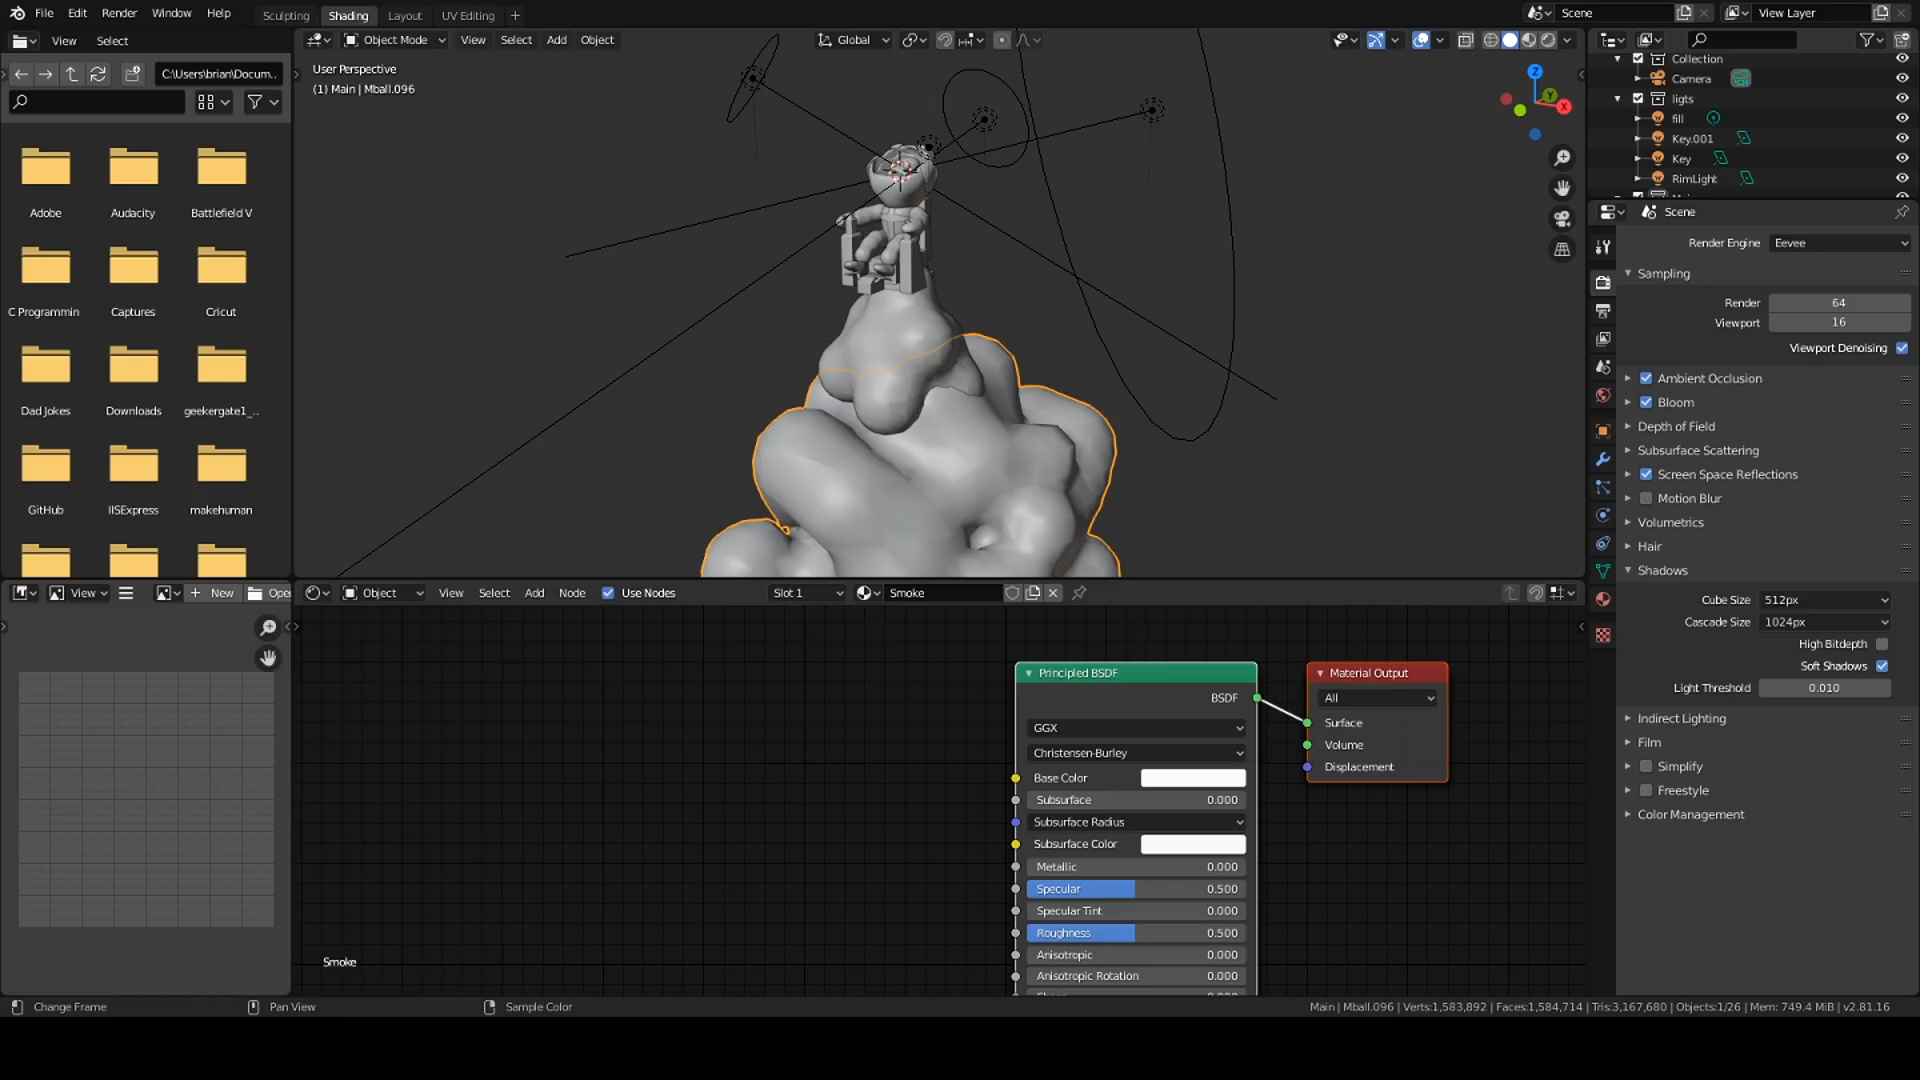 File Edit Render Window Help
Sculpting Shading Layout UV Editing +
Scene
View Layer
View Select
C:\Users\brian\Docum..
Adobe
Audacity
Battlefield V
C Programmin
Captures
Cricut
Dad Jokes
Downloads
geekergate1_..
GitHub
IISExpress
makehuman
Object Mode View Select Add Object
Global
User Perspective
(1) Main | Mball.096
Z
Y
X
Collection
Camera
ligts
fill
Key.001
Key
RimLight
Scene
Render Engine Eevee
Sampling
Render 64
Viewport 16
Viewport Denoising
Ambient Occlusion
Bloom
Depth of Field
Subsurface Scattering
Screen Space Reflections
Motion Blur
Volumetrics
Hair
Shadows
Cube Size 512px
Cascade Size 1024px
High Bitdepth
Soft Shadows
Light Threshold 0.010
Indirect Lighting
Film
Simplify
Freestyle
Color Management
View
New
Ope
Object View Select Add Node Use Nodes
Slot 1
Smoke
Principled BSDF
BSDF
GGX
Christensen-Burley
Base Color
Subsurface 0.000
Subsurface Radius
Subsurface Color
Metallic 0.000
Specular 0.500
Specular Tint 0.000
Roughness 0.500
Anisotropic 0.000
Anisotropic Rotation 0.000
Material Output
All
Surface
Volume
Displacement
Smoke
Change Frame
Pan View
Sample Color
Main | Mball.096 | Verts:1,583,892 | Faces:1,584,714 | Tris:3,167,680 | Objects:1/26 | Mem: 749.4 MiB | v2.81.16